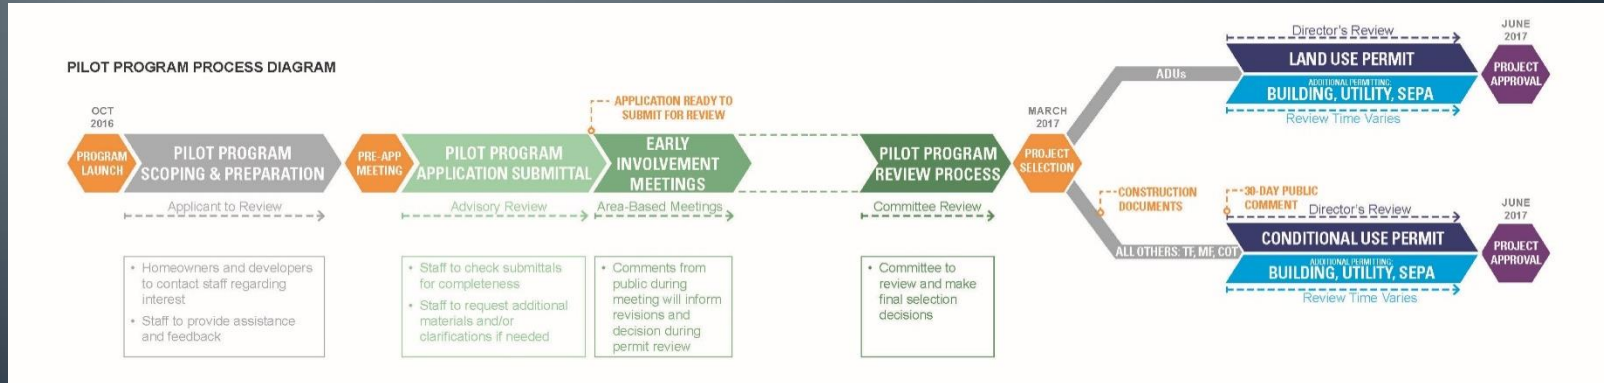 PILOT PROGRAM PROCESS DIAGRAM
OCT
2016
PROGRAM
LAUNCH
PILOT PROGRAM
SCOPING & PREPARATION
Applicant to Review
• Homeowners and developers
to contact staff regarding
interest
• Staff to provide assistance
and feedback
PRE-APP
MEETING
PILOT PROGRAM
APPLICATION SUBMITTAL
Advisory Review
• Staff to check submittals
for completeness
• Staff to request additional
materials and/or
clarifications if needed
APPLICATION READY TO
SUBMIT FOR REVIEW
EARLY
INVOLVEMENT
MEETINGS
Area-Based Meetings
• Comments from
public during
meeting will inform
revisions and
decision during
permit review
PILOT PROGRAM
REVIEW PROCESS
Committee Review
• Committee to
review and make
final selection
decisions
MARCH
2017
PROJECT
SELECTION
ADUs
Director's Review
LAND USE PERMIT
ADDITIONAL PERMITTING:
BUILDING, UTILITY, SEPA
Review Time Varies
JUNE
2017
PROJECT
APPROVAL
CONSTRUCTION
DOCUMENTS
ALL OTHERS: TF, MF, COT
30-DAY PUBLIC
COMMENT
Director's Review
CONDITIONAL USE PERMIT
ADDITIONAL PERMITTING:
BUILDING, UTILITY, SEPA
Review Time Varies
JUNE
2017
PROJECT
APPROVAL